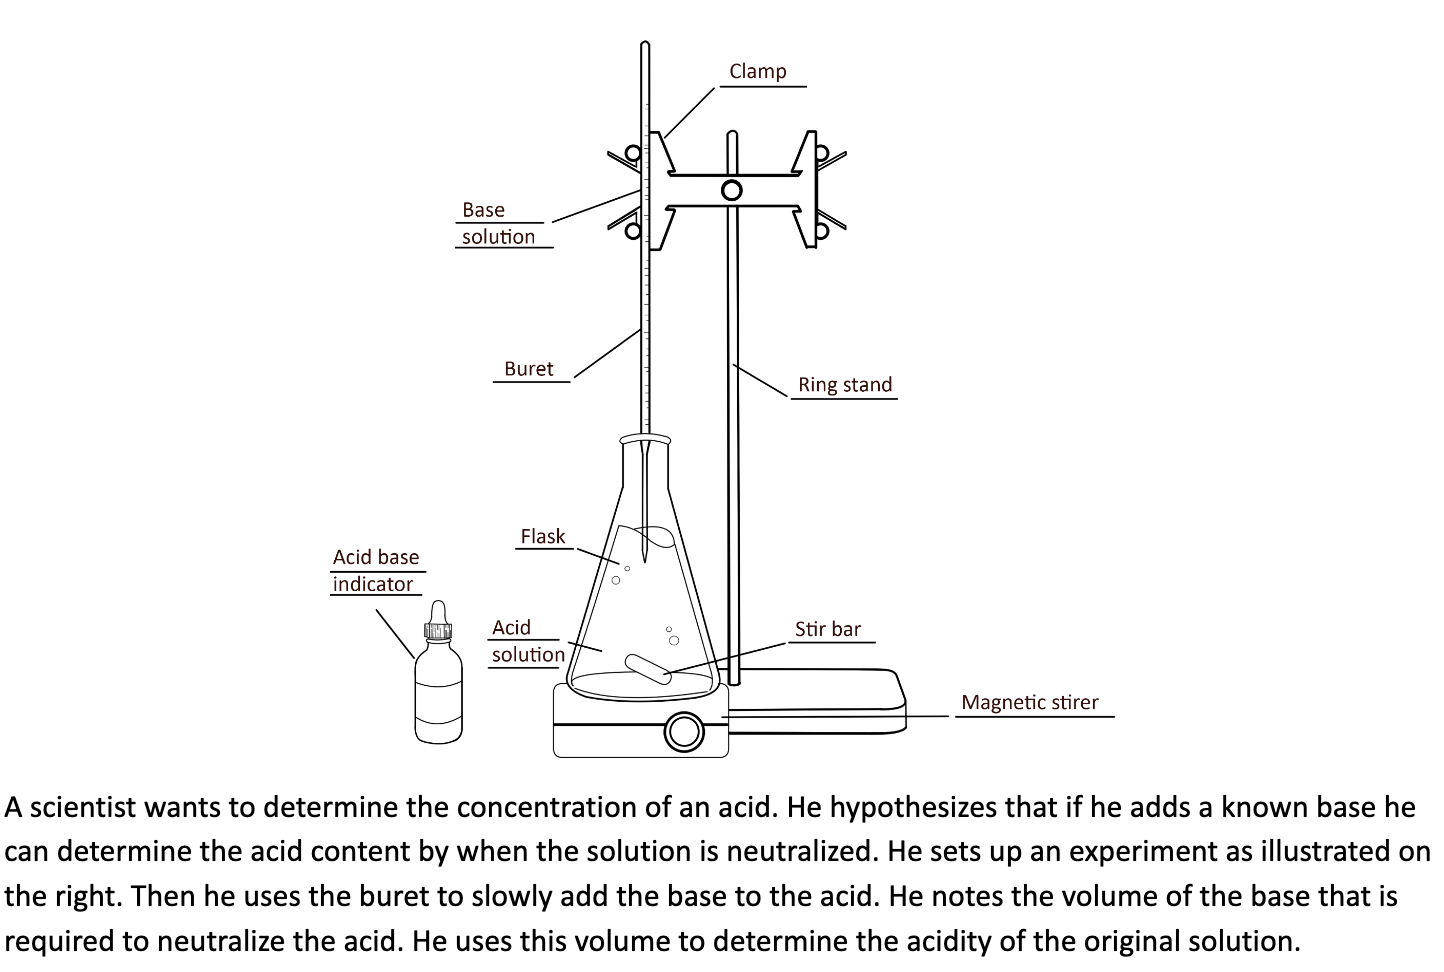 Clamp
Base
solution
Buret
Ring stand
Flask
Acid base
indicator
Acid
solution
Stir bar
Magnetic stirer
A scientist wants to determine the concentration of an acid. He hypothesizes that if he adds a known base he
can determine the acid content by when the solution is neutralized. He sets up an experiment as illustrated on
the right. Then he uses the buret to slowly add the base to the acid. He notes the volume of the base that is
required to neutralize the acid. He uses this volume to determine the acidity of the original solution.